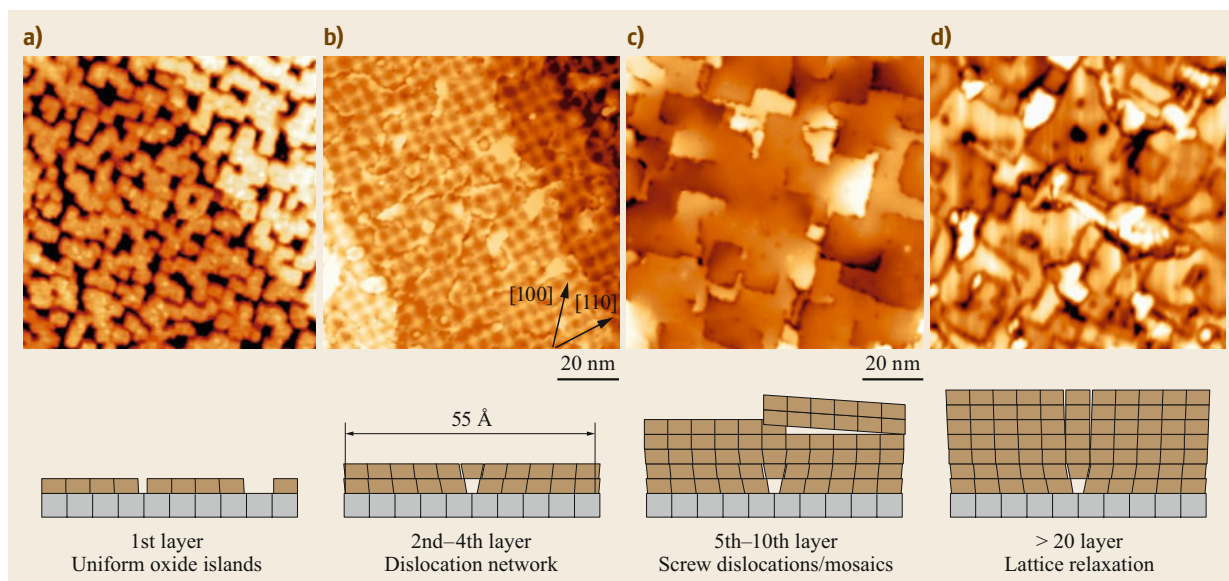 a)
b)
c)
d)
[100]
[110]
20 nm
20 nm
55 Å
1st layer
Uniform oxide islands
2nd–4th layer
Dislocation network
5th–10th layer
Screw dislocations/mosaics
> 20 layer
Lattice relaxation